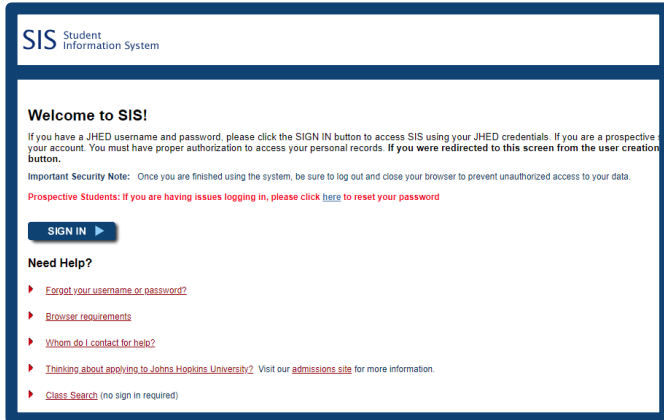 SIS Student
Information System
Welcome to SIS!
If you have a JHED username and password, please click the SIGN IN button to access SIS using your JHED credentials. If you are a prospective
your account. You must have proper authorization to access your personal records. If you were redirected to this screen from the user creation
button.
Important Security Note: Once you are finished using the system, be sure to log out and close your browser to prevent unauthorized access to your data.
Prospective Students: If you are having issues logging in, please click here to reset your password
SIGN IN
Need Help?
Forgot your username or password?
Browser requirements
Whom do I contact for help?
Thinking about applying to Johns Hopkins University? Visit our admissions site for more information.
Class Search (no sign in required)